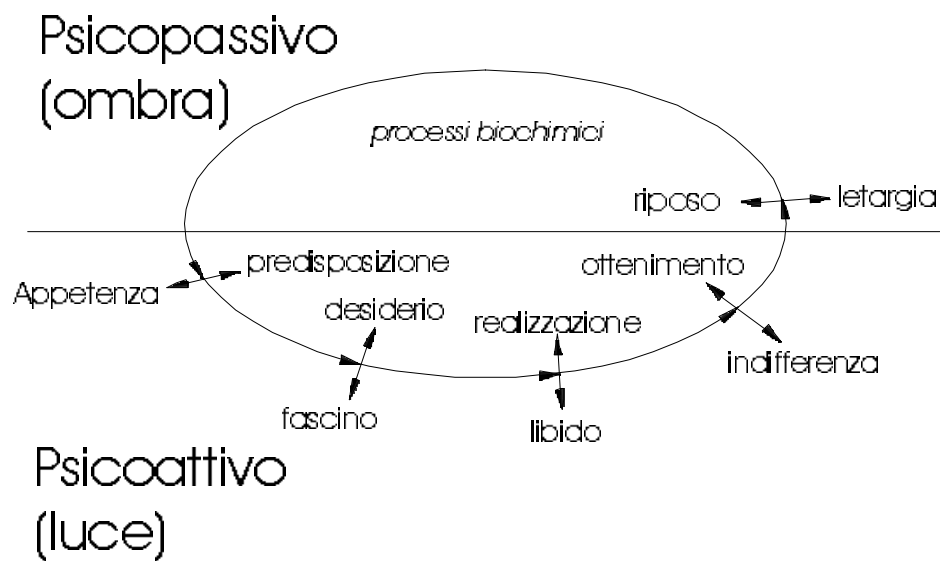 Psicopassivo
(ombra)
processi biochimici
riposo
letargia
predisposizione
ottenimento
Appetenza
desiderio
realizzazione
indifferenza
fascino
libido
Psicoattivo
(luce)